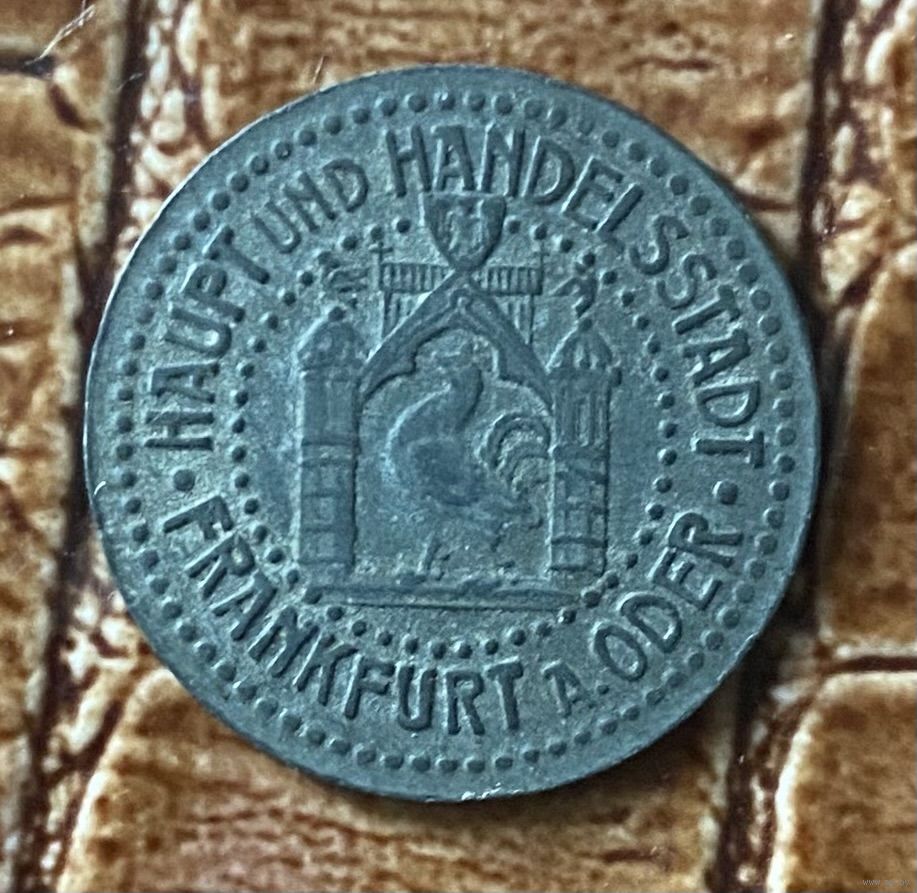 HAUPT UND HANDELSSTADT
FRANKFURT A. ODER